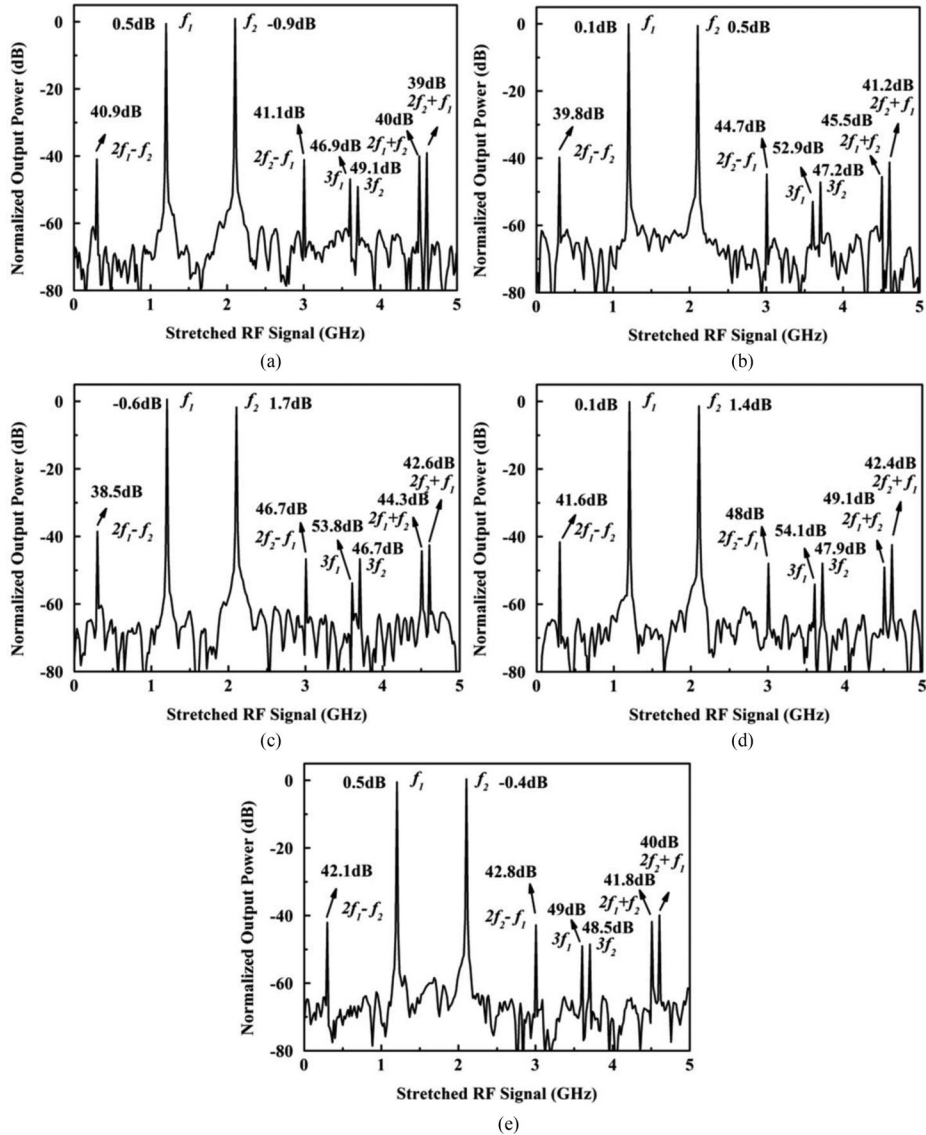 0
-20
-40
-60
-80
0 1 2 3 4 5
Normalized Output Power (dB)
Stretched RF Signal (GHz)
0.5dB f₁ f₂ -0.9dB
40.9dB
2f₁-f₂
41.1dB
2f₂-f₁
46.9dB
3f₁
49.1dB
3f₂
40dB
2f₁+f₂
39dB
2f₂+f₁
(a)
0
-20
-40
-60
-80
0 1 2 3 4 5
Normalized Output Power (dB)
Stretched RF Signal (GHz)
0.1dB f₁ f₂ 0.5dB
39.8dB
2f₁-f₂
44.7dB
2f₂-f₁
52.9dB
3f₁
47.2dB
3f₂
45.5dB
2f₁+f₂
41.2dB
2f₂+f₁
(b)
0
-20
-40
-60
-80
0 1 2 3 4 5
Normalized Output Power (dB)
Stretched RF Signal (GHz)
-0.6dB f₁ f₂ 1.7dB
38.5dB
2f₁-f₂
46.7dB
2f₂-f₁
53.8dB
3f₁
46.7dB
3f₂
44.3dB
2f₁+f₂
42.6dB
2f₂+f₁
(c)
0
-20
-40
-60
-80
0 1 2 3 4 5
Normalized Output Power (dB)
Stretched RF Signal (GHz)
0.1dB f₁ f₂ 1.4dB
41.6dB
2f₁-f₂
48dB
2f₂-f₁
54.1dB
3f₁
47.9dB
3f₂
49.1dB
2f₁+f₂
42.4dB
2f₂+f₁
(d)
0
-20
-40
-60
-80
0 1 2 3 4 5
Normalized Output Power (dB)
Stretched RF Signal (GHz)
0.5dB f₁ f₂ -0.4dB
42.1dB
2f₁-f₂
42.8dB
2f₂-f₁
49dB
3f₁
48.5dB
3f₂
41.8dB
2f₁+f₂
40dB
2f₂+f₁
(e)